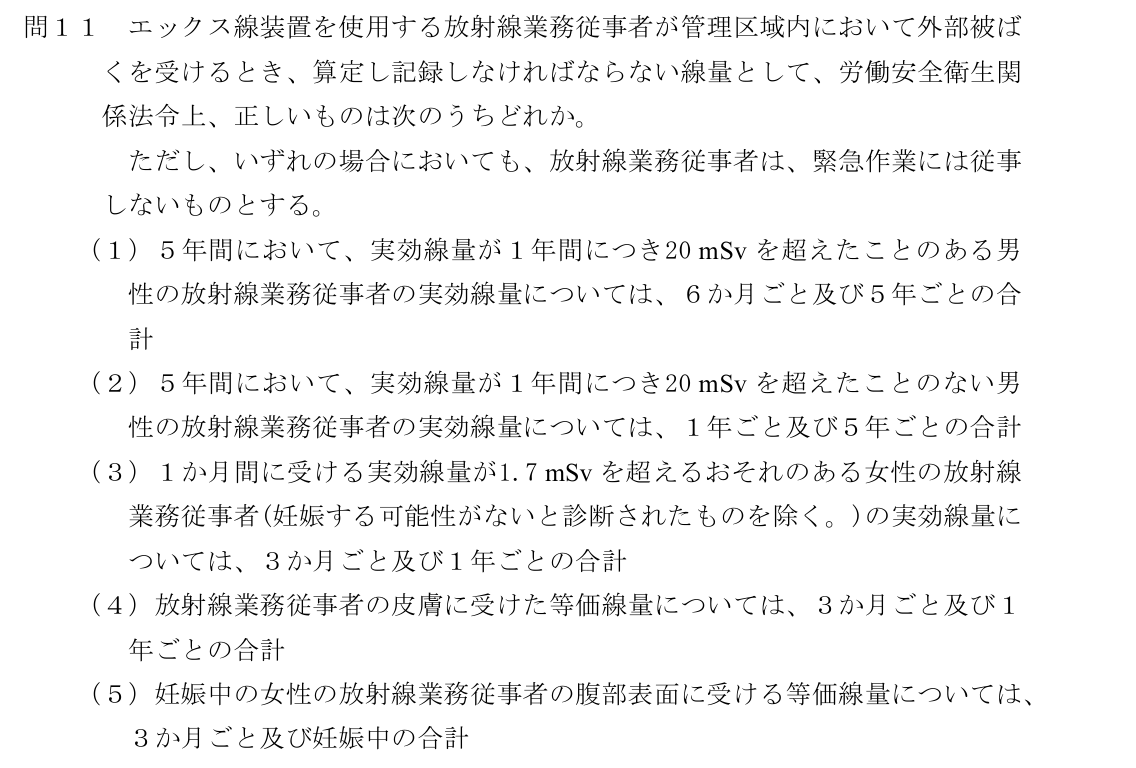 問１１　エックス線装置を使用する放射線業務従事者が管理区域内において外部被ば
くを受けるとき、算定し記録しなければならない線量として、労働安全衛生関
係法令上、正しいものは次のうちどれか。
ただし、いずれの場合においても、放射線業務従事者は、緊急作業には従事
しないものとする。
（１）５年間において、実効線量が１年間につき20 mSv を超えたことのある男
性の放射線業務従事者の実効線量については、６か月ごと及び５年ごとの合
計
（２）５年間において、実効線量が１年間につき20 mSv を超えたことのない男
性の放射線業務従事者の実効線量については、１年ごと及び５年ごとの合計
（３）１か月間に受ける実効線量が1.7 mSv を超えるおそれのある女性の放射線
業務従事者(妊娠する可能性がないと診断されたものを除く。)の実効線量に
ついては、３か月ごと及び１年ごとの合計
（４）放射線業務従事者の皮膚に受けた等価線量については、３か月ごと及び１
年ごとの合計
（５）妊娠中の女性の放射線業務従事者の腹部表面に受ける等価線量については、
３か月ごと及び妊娠中の合計